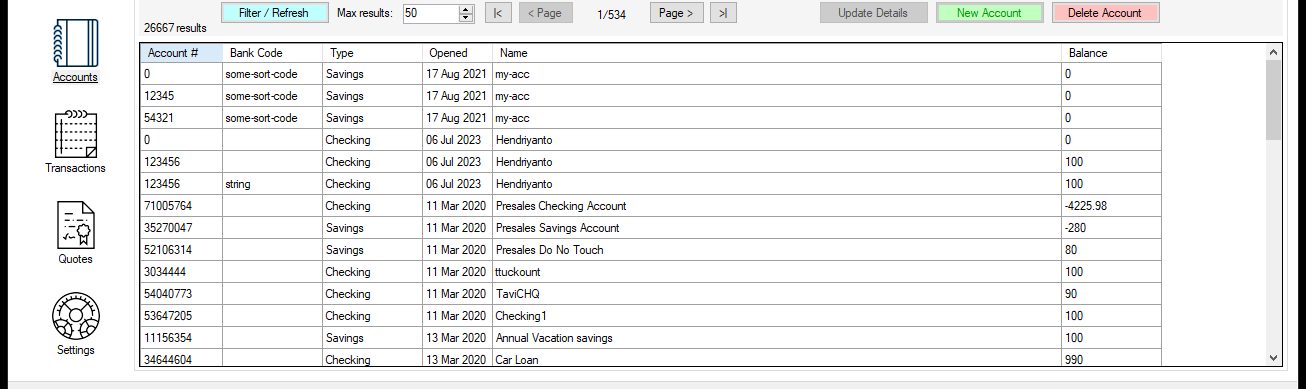 Filter / Refresh Max results: 50 |< < Page 1/534 Page > >| Update Details New Account Delete Account
26667 results
Account # Bank Code Type Opened Name Balance
0 some-sort-code Savings 17 Aug 2021 my-acc 0
12345 some-sort-code Savings 17 Aug 2021 my-acc 0
54321 some-sort-code Savings 17 Aug 2021 my-acc 0
0 Checking 06 Jul 2023 Hendriyanto 0
123456 Checking 06 Jul 2023 Hendriyanto 100
123456 string Checking 06 Jul 2023 Hendriyanto 100
71005764 Checking 11 Mar 2020 Presales Checking Account -4225.98
35270047 Savings 11 Mar 2020 Presales Savings Account -280
52106314 Savings 11 Mar 2020 Presales Do No Touch 80
3034444 Checking 11 Mar 2020 ttuckount 100
54040773 Checking 11 Mar 2020 TaviCHQ 90
53647205 Checking 11 Mar 2020 Checking1 100
11156354 Savings 13 Mar 2020 Annual Vacation savings 100
34644604 Checking 13 Mar 2020 Car Loan 990
Accounts
Transactions
Quotes
Settings